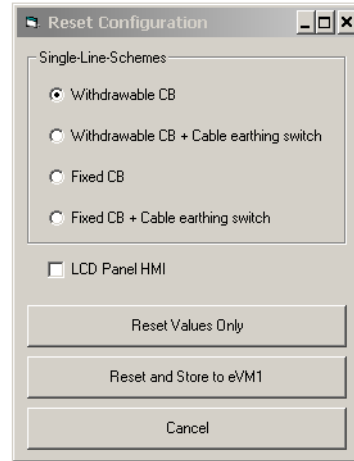 Reset Configuration
Single-Line-Schemes
Withdrawable CB
Withdrawable CB + Cable earthing switch
Fixed CB
Fixed CB + Cable earthing switch
LCD Panel HMI
Reset Values Only
Reset and Store to eVM1
Cancel